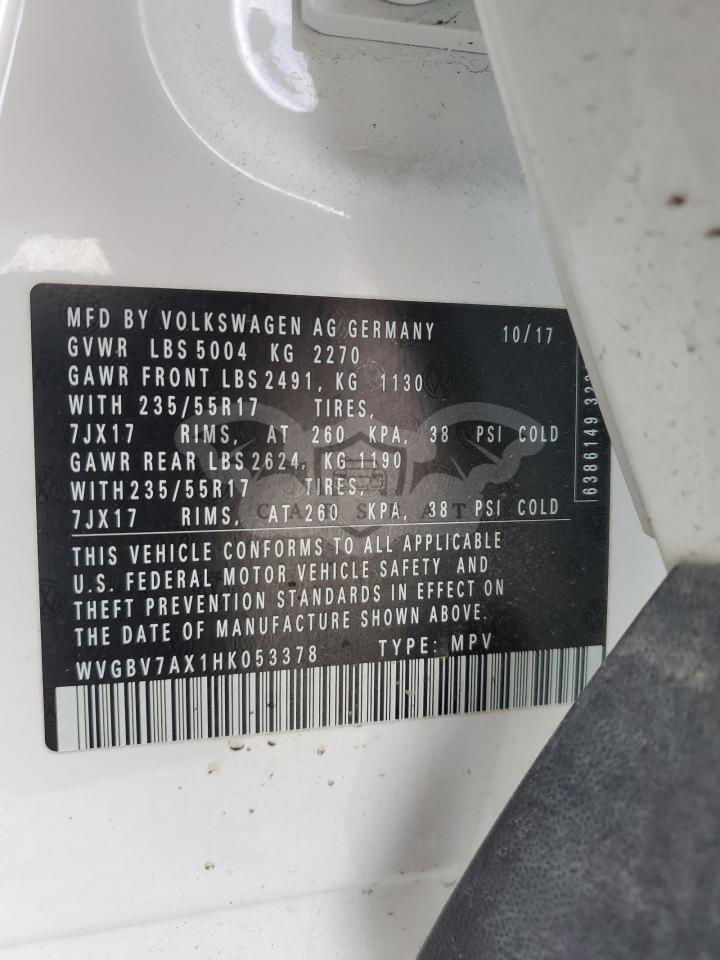 MFD BY VOLKSWAGEN AG GERMANY 10/17
GVWR LBS 5004 KG 2270
GAWR FRONT LBS 2491, KG 1130
WITH 235/55R17 TIRES,
7JX17 RIMS, AT 260 KPA, 38 PSI COLD
GAWR REAR LBS 2624, KG 1190
WITH 235/55R17 TIRES,
7JX17 RIMS, AT 260 KPA, 38 PSI COLD
THIS VEHICLE CONFORMS TO ALL APPLICABLE
U.S. FEDERAL MOTOR VEHICLE SAFETY AND
THEFT PREVENTION STANDARDS IN EFFECT ON
THE DATE OF MANUFACTURE SHOWN ABOVE.
WVGBV7AX1HK053378 TYPE: MPV
6386149